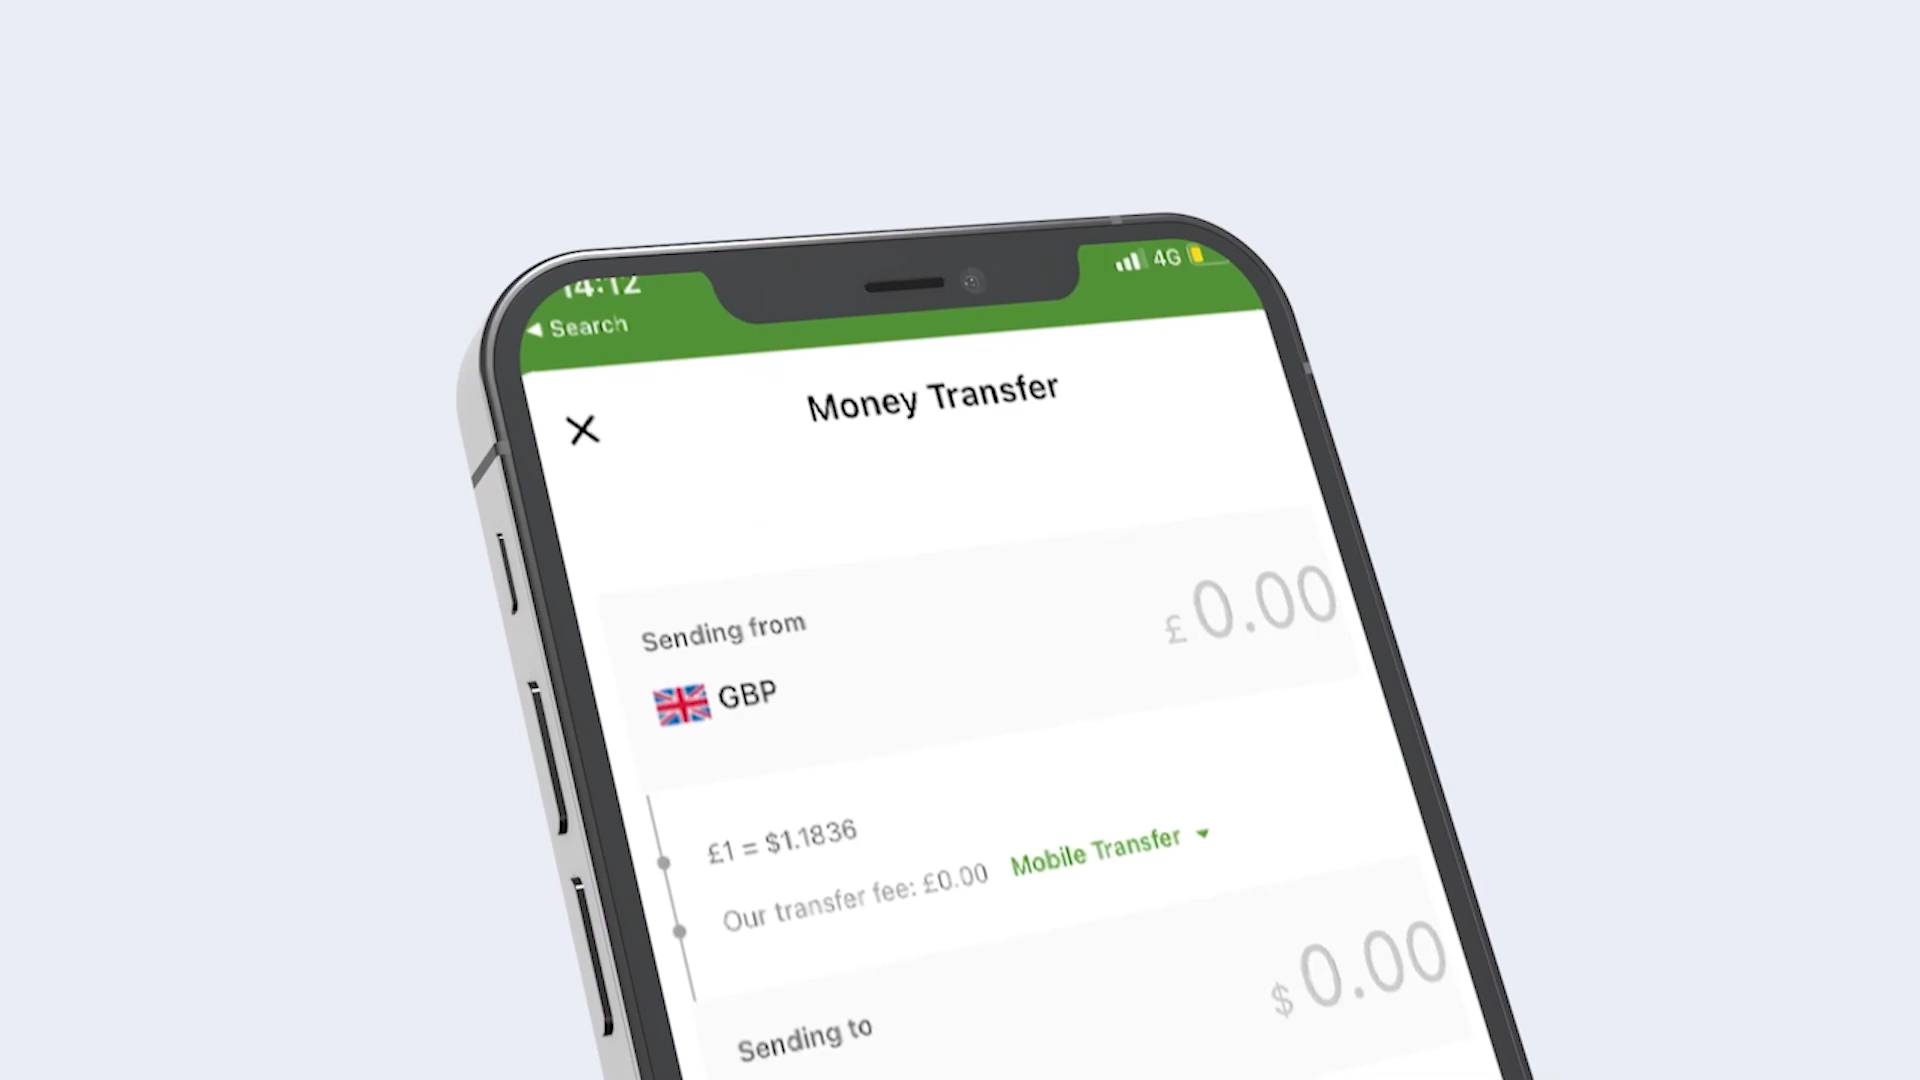 14:12
4G
◀ Search
Money Transfer
Sending from
£0.00
GBP
£1 = $1.1836
Our transfer fee: £0.00 Mobile Transfer
$0.00
Sending to